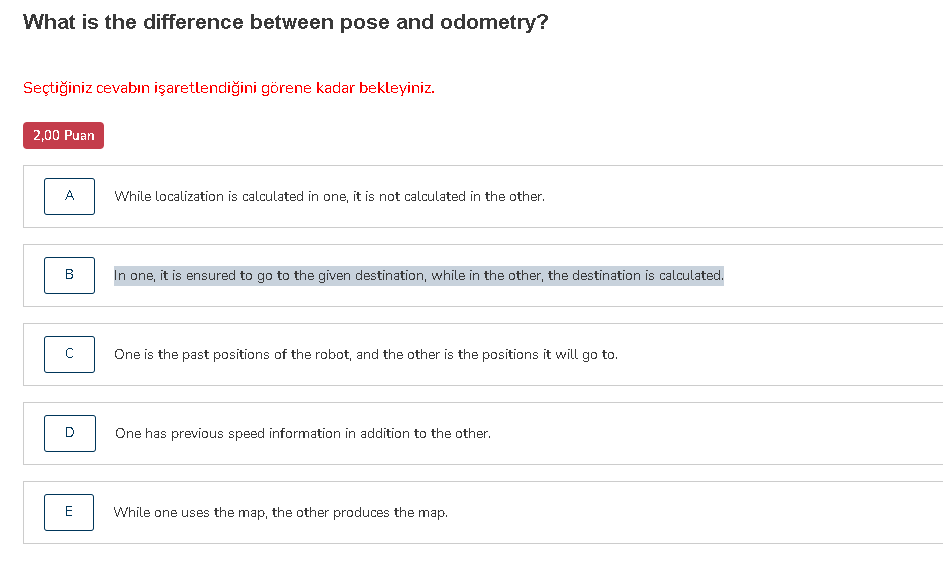 What is the difference between pose and odometry?
Seçtiğiniz cevabın işaretlendiğini görene kadar bekleyiniz.
2,00 Puan
A While localization is calculated in one, it is not calculated in the other.
B In one, it is ensured to go to the given destination, while in the other, the destination is calculated.
C One is the past positions of the robot, and the other is the positions it will go to.
D One has previous speed information in addition to the other.
E While one uses the map, the other produces the map.